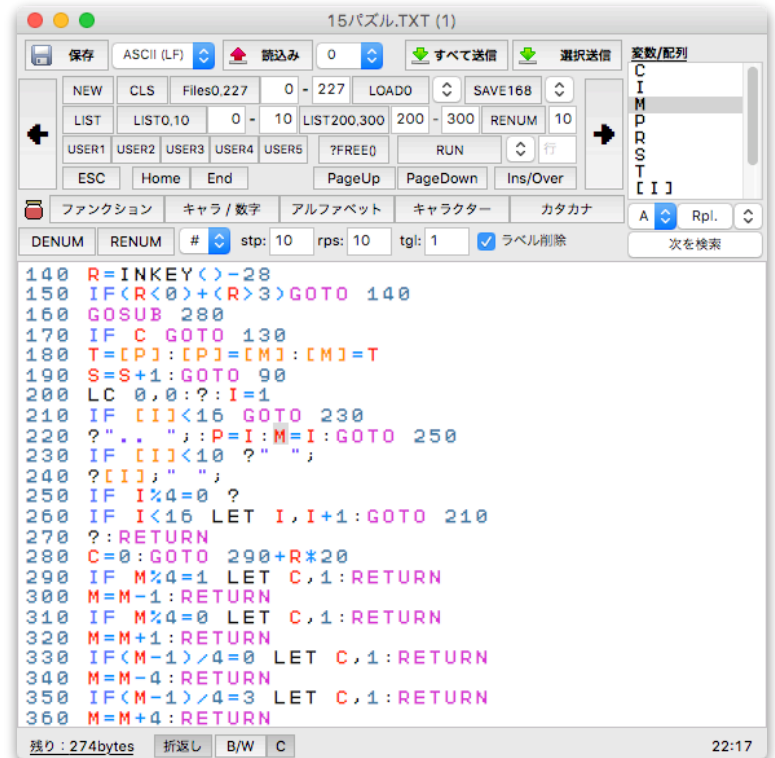 15パズル.TXT (1)
保存 ASCII (LF) 読込み 0 すべて送信 選択送信 変数/配列
NEW CLS Files0,227 0 - 227 LOAD0 SAVE168
LIST LIST0,10 0 - 10 LIST200,300 200 - 300 RENUM 10
USER1 USER2 USER3 USER4 USER5 ?FREE() RUN 行
ESC Home End PageUp PageDown Ins/Over
C
I
M
P
R
S
T
[I]
ファンクション キャラ / 数字 アルファベット キャラクター カタカナ A Rpl.
DENUM RENUM # stp: 10 rps: 10 tgl: 1 ラベル削除 次を検索
140 R=INKEY()-28
150 IF(R<0)+(R>3)GOTO 140
160 GOSUB 280
170 IF C GOTO 130
180 T=[P]:[P]=[M]:[M]=T
190 S=S+1:GOTO 90
200 LC 0,0:?:I=1
210 IF [I]<16 GOTO 230
220 ?".. ";:P=I:M=I:GOTO 250
230 IF [I]<10 ?" ";
240 ?[I];" ";
250 IF I%4=0 ?
260 IF I<16 LET I,I+1:GOTO 210
270 ?:RETURN
280 C=0:GOTO 290+R*20
290 IF M%4=1 LET C,1:RETURN
300 M=M-1:RETURN
310 IF M%4=0 LET C,1:RETURN
320 M=M+1:RETURN
330 IF(M-1)/4=0 LET C,1:RETURN
340 M=M-4:RETURN
350 IF(M-1)/4=3 LET C,1:RETURN
360 M=M+4:RETURN
残り：274bytes 折返し B/W C 22:17